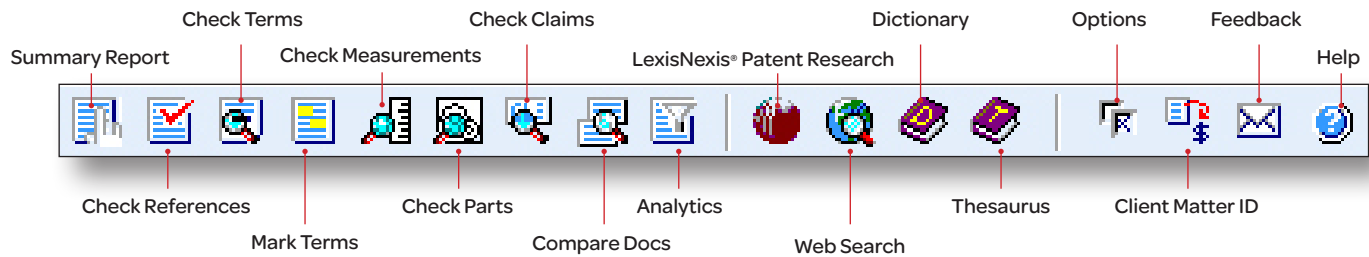 Check Terms
Check Claims
Dictionary
Options
Feedback
Summary Report
Check Measurements
LexisNexis® Patent Research
Help
Check References
Check Parts
Analytics
Thesaurus
Client Matter ID
Mark Terms
Compare Docs
Web Search